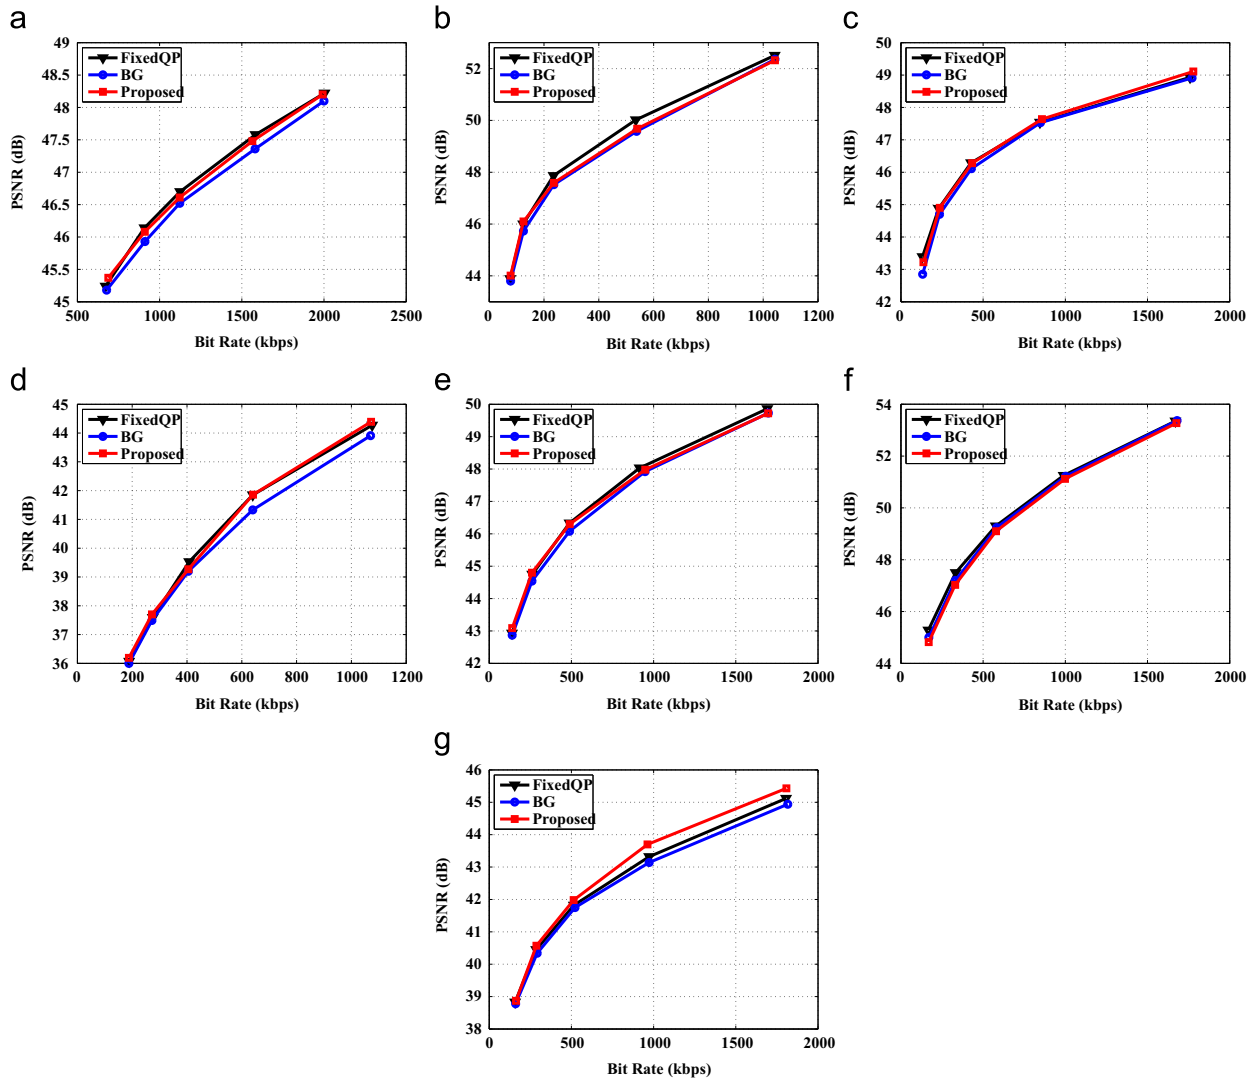 a
49
48.5
48
47.5
47
46.5
46
45.5
45
PSNR (dB)
FixedQP
BG
Proposed
500 1000 1500 2000 2500
Bit Rate (kbps)
b
52
50
48
46
44
PSNR (dB)
FixedQP
BG
Proposed
0 200 400 600 800 1000 1200
Bit Rate (kbps)
c
50
49
48
47
46
45
44
43
42
PSNR (dB)
FixedQP
BG
Proposed
0 500 1000 1500 2000
Bit Rate (kbps)
d
45
44
43
42
41
40
39
38
37
36
PSNR (dB)
FixedQP
BG
Proposed
0 200 400 600 800 1000 1200
Bit Rate (kbps)
e
50
49
48
47
46
45
44
43
42
PSNR (dB)
FixedQP
BG
Proposed
0 500 1000 1500 2000
Bit Rate (kbps)
f
54
52
50
48
46
44
PSNR (dB)
FixedQP
BG
Proposed
0 500 1000 1500 2000
Bit Rate (kbps)
g
46
45
44
43
42
41
40
39
38
PSNR (dB)
FixedQP
BG
Proposed
0 500 1000 1500 2000
Bit Rate (kbps)